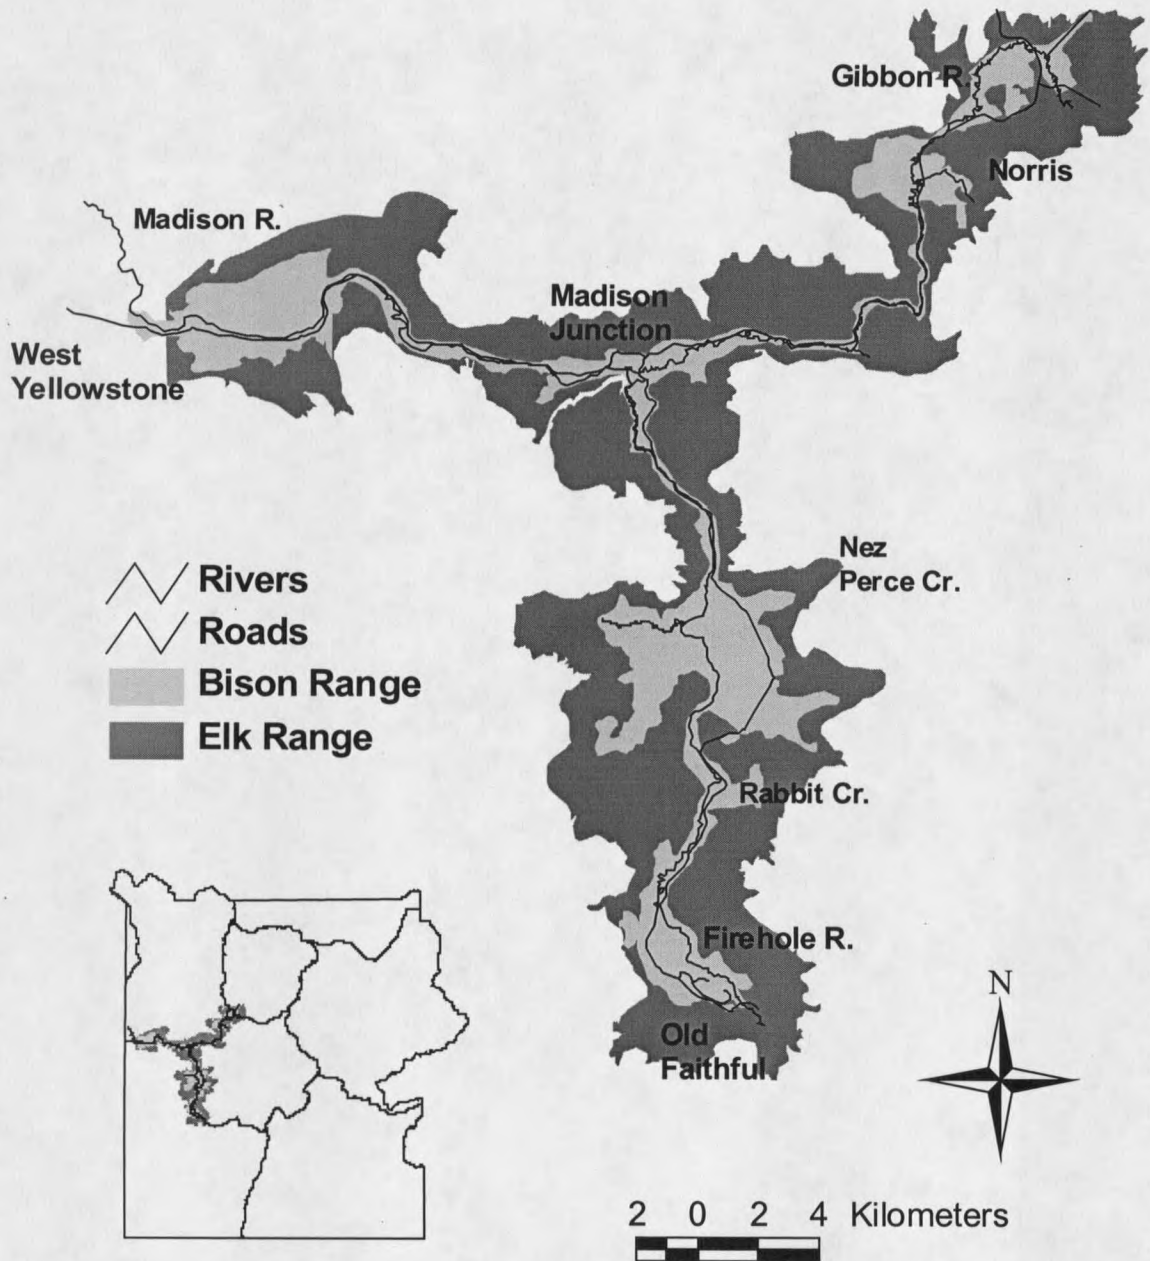 Gibbon R.
Norris
Madison R.
Madison
Junction
West
Yellowstone
Nez
Perce Cr.
Rivers
Roads
Bison Range
Elk Range
Rabbit Cr.
Firehole R.
Old
Faithful.
N
2 0 2 4 Kilometers